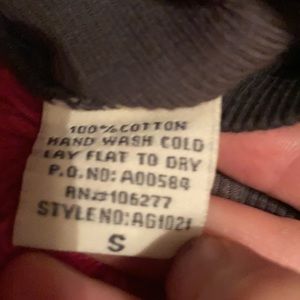 100% COTTON
HAND WASH COLD
LAY FLAT TO DRY
P.O. NO: A00584
RN#106277
STYLE NO: AG1021
S